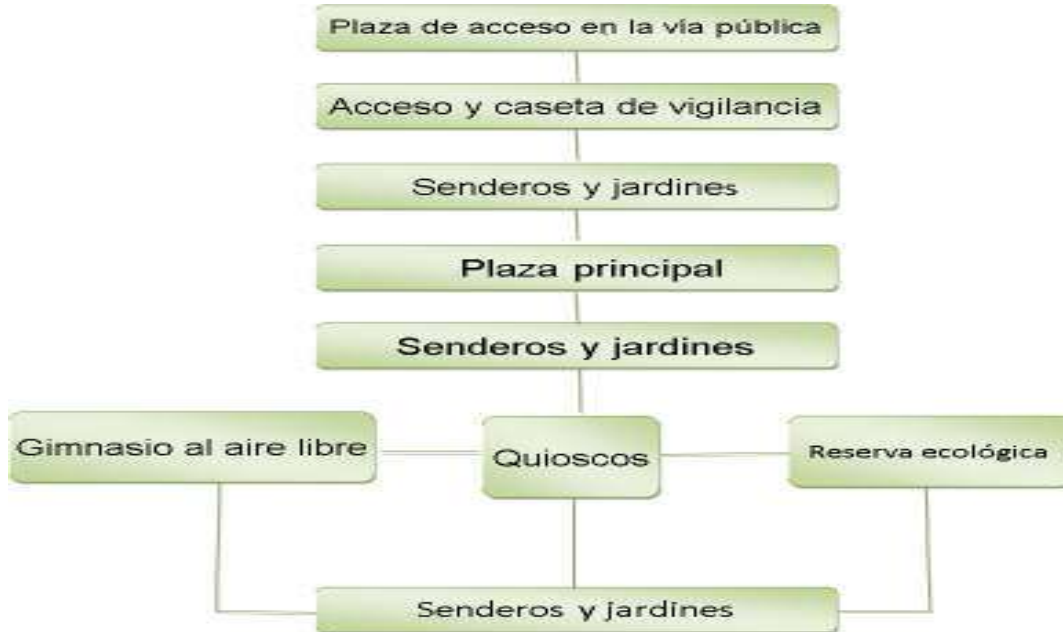 Plaza de acceso en la vía pública
Acceso y caseta de vigilancia
Senderos y jardines
Plaza principal
Senderos y jardines
Gimnasio al aire libre
Quioscos
Reserva ecológica
Senderos y jardines